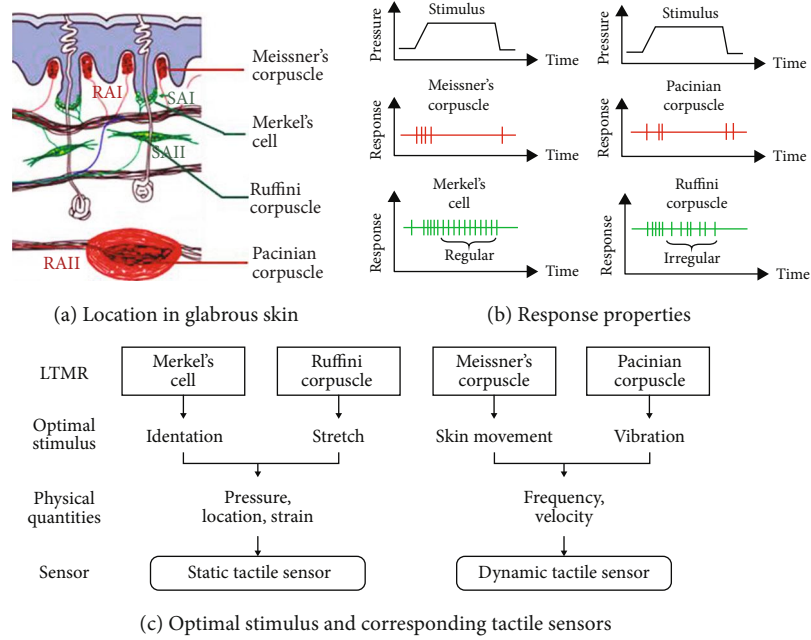 Meissner's
corpuscle
RAI
SAI
Merkel's
cell
SAII
Ruffini
corpuscle
RAII
Pacinian
corpuscle
(a) Location in glabrous skin
Pressure
Stimulus
Time
Pressure
Stimulus
Time
Response
Meissner's
corpuscle
Time
Response
Pacinian
corpuscle
Time
Response
Merkel's
cell
Regular
Time
Response
Ruffini
corpuscle
Irregular
Time
(b) Response properties
LTMR
Merkel's
cell
Ruffini
corpuscle
Meissner's
corpuscle
Pacinian
corpuscle
Optimal
stimulus
Identation
Stretch
Skin movement
Vibration
Physical
quantities
Pressure,
location, strain
Frequency,
velocity
Sensor
Static tactile sensor
Dynamic tactile sensor
(c) Optimal stimulus and corresponding tactile sensors